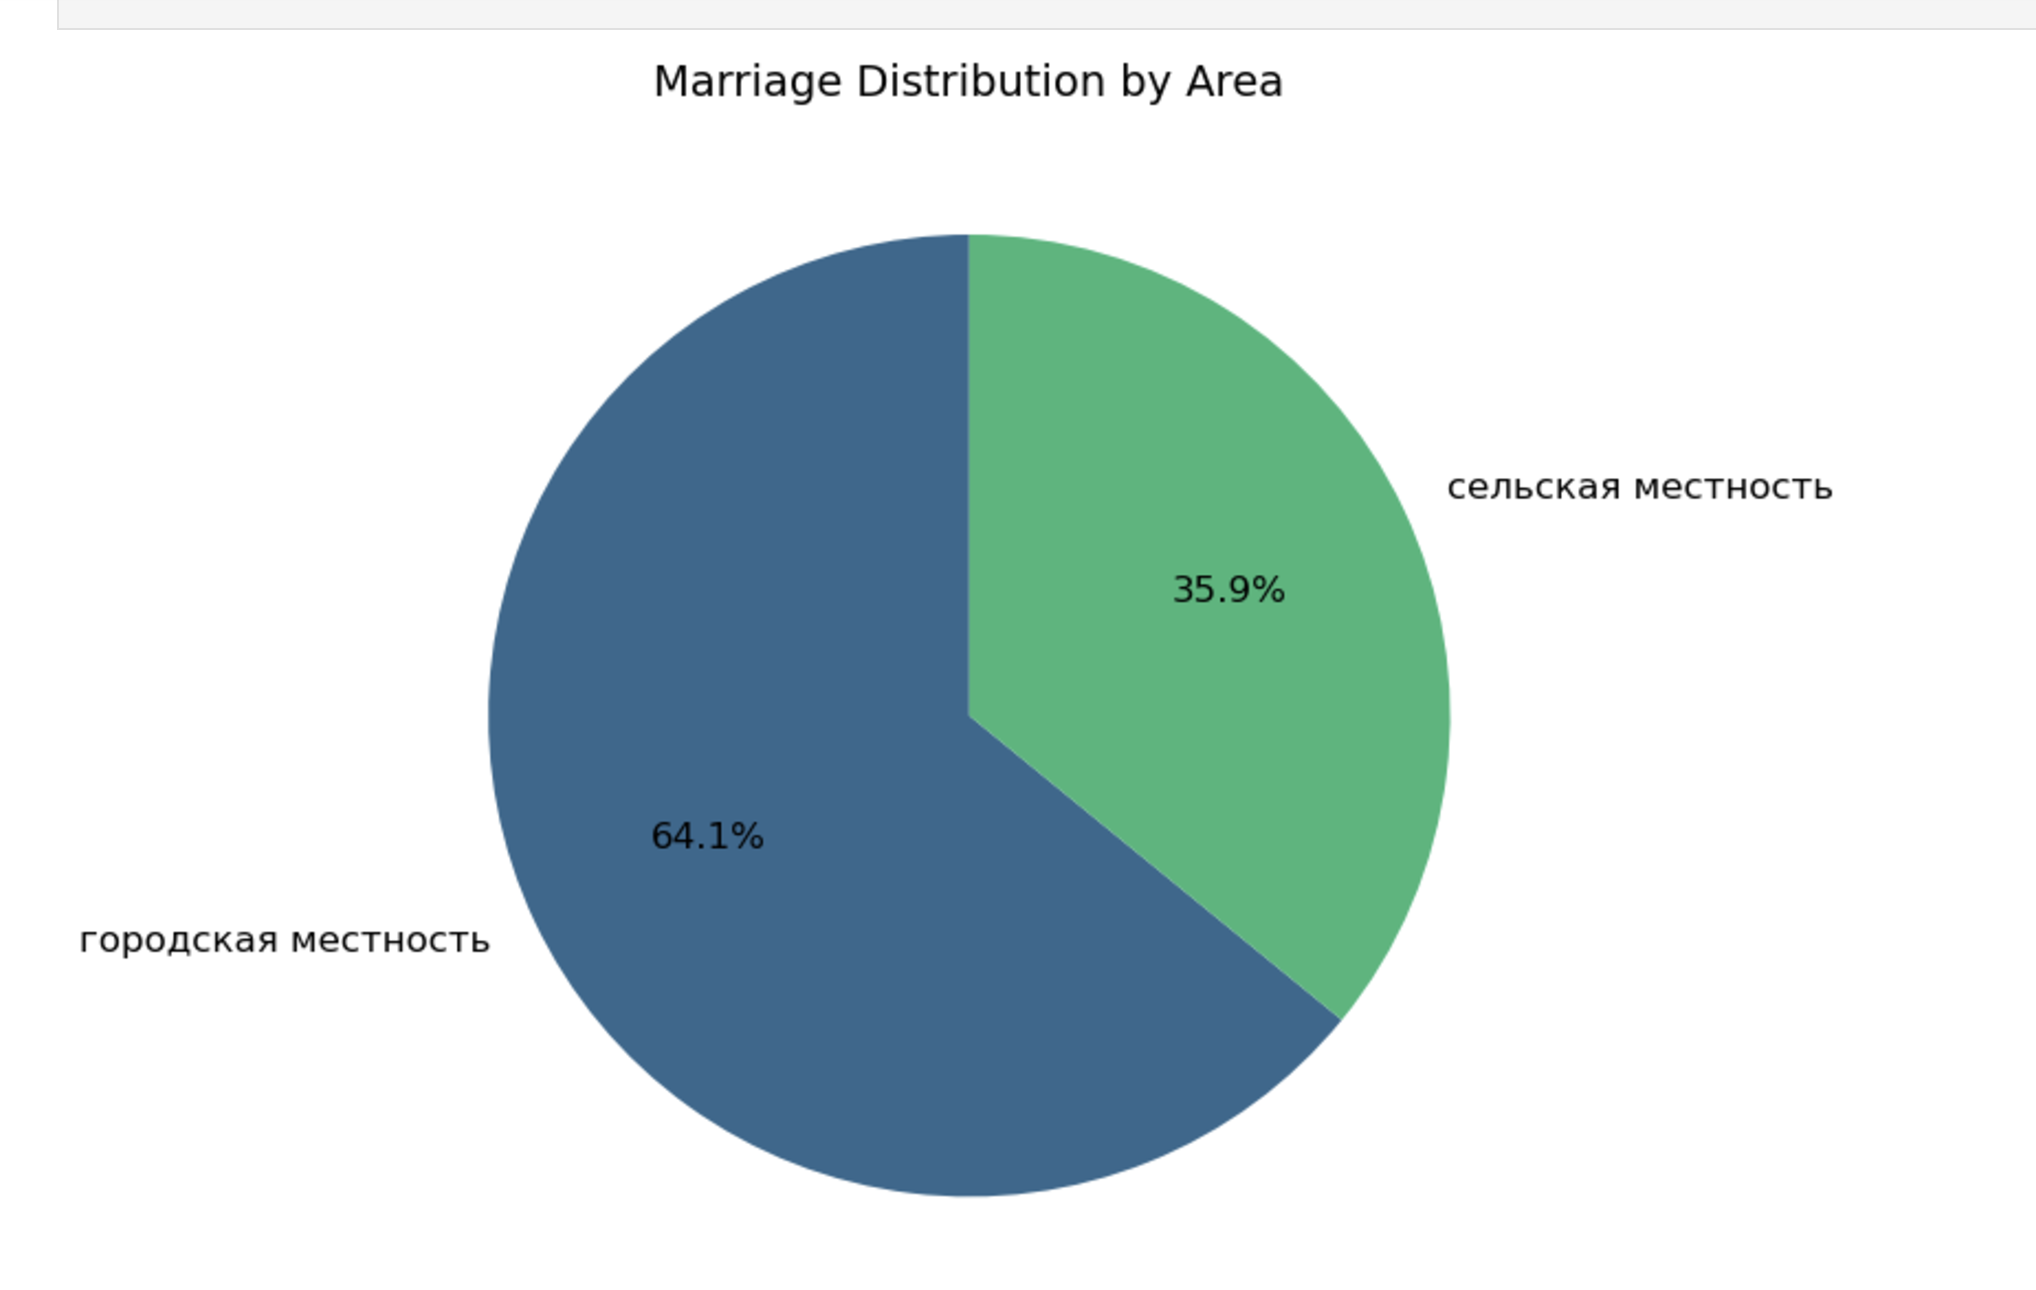 Marriage Distribution by Area
сельская местность
35.9%
64.1%
городская местность